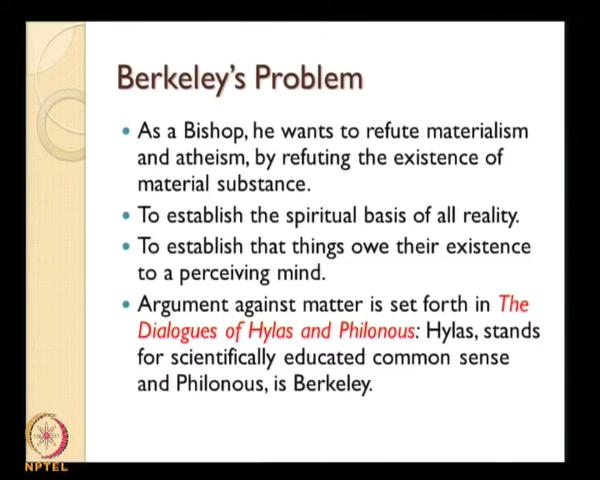 Berkeley's Problem
As a Bishop, he wants to refute materialism
and atheism, by refuting the existence of
material substance.
To establish the spiritual basis of all reality.
To establish that things owe their existence
to a perceiving mind.
Argument against matter is set forth in The
Dialogues of Hylas and Philonous: Hylas, stands
for scientifically educated common sense
and Philonous, is Berkeley.
NPTEL